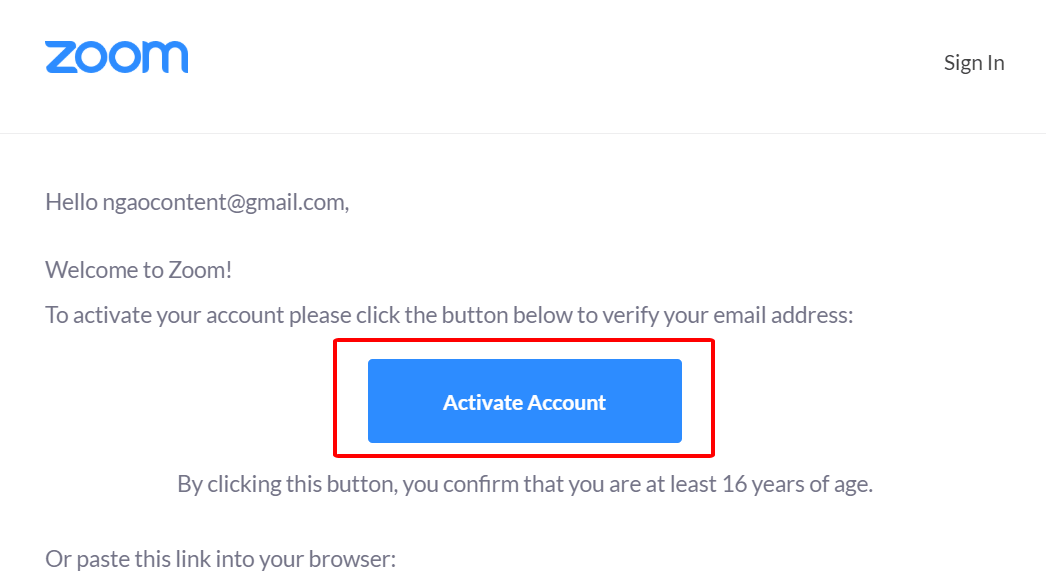 zoom
Sign In
Hello ngaocontent@gmail.com,
Welcome to Zoom!
To activate your account please click the button below to verify your email address:
Activate Account
By clicking this button, you confirm that you are at least 16 years of age.
Or paste this link into your browser: